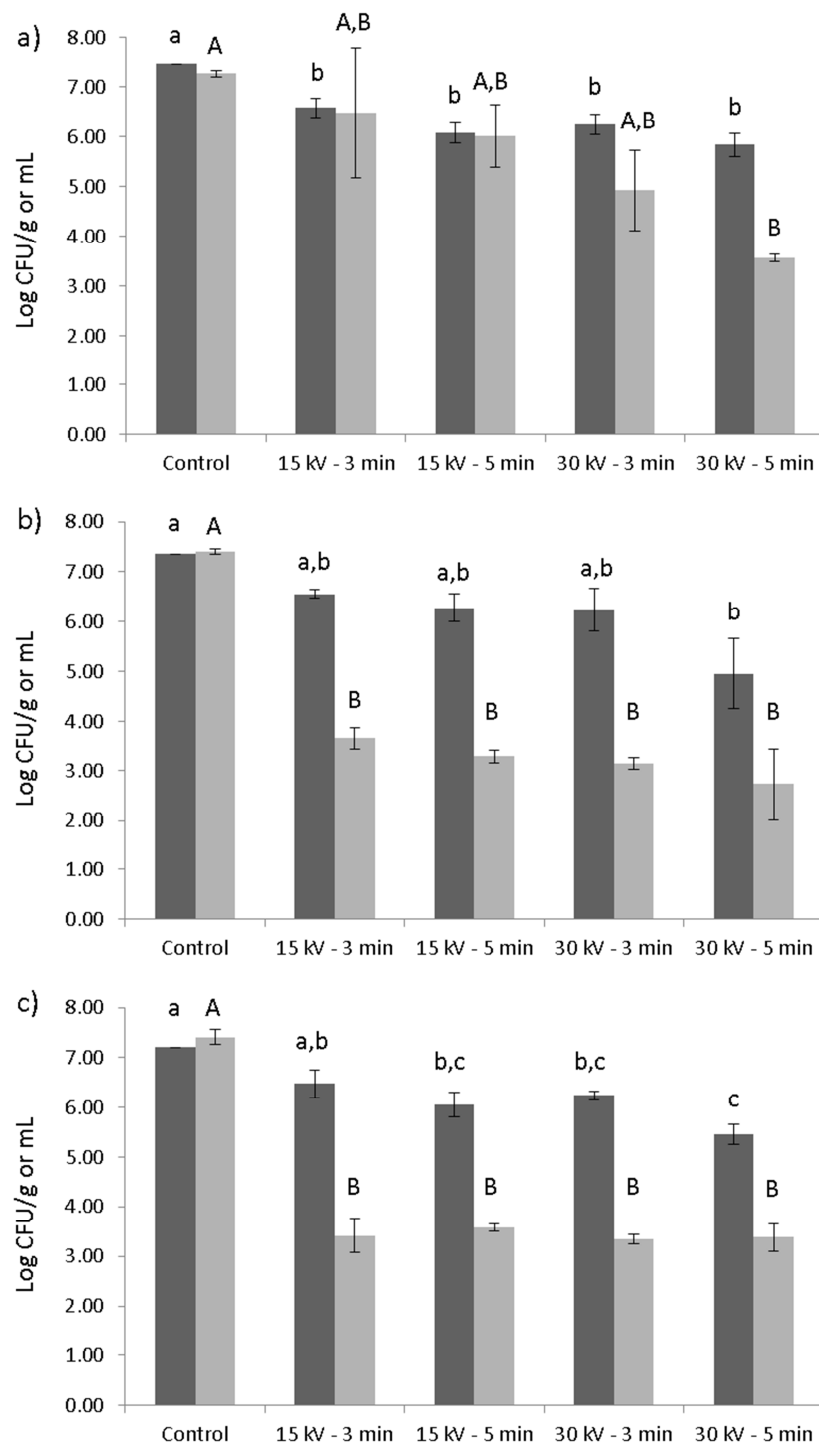 a)
Log CFU/g or mL
8.00
7.00
6.00
5.00
4.00
3.00
2.00
1.00
0.00
a A
b A,B
b A,B
b A,B
b B
Control 15 kV - 3 min 15 kV - 5 min 30 kV - 3 min 30 kV - 5 min
b)
Log CFU/g or mL
8.00
7.00
6.00
5.00
4.00
3.00
2.00
1.00
0.00
a A
a,b B
a,b B
a,b B
b B
Control 15 kV - 3 min 15 kV - 5 min 30 kV - 3 min 30 kV - 5 min
c)
Log CFU/g or mL
8.00
7.00
6.00
5.00
4.00
3.00
2.00
1.00
0.00
a A
a,b B
b,c B
b,c B
c B
Control 15 kV - 3 min 15 kV - 5 min 30 kV - 3 min 30 kV - 5 min